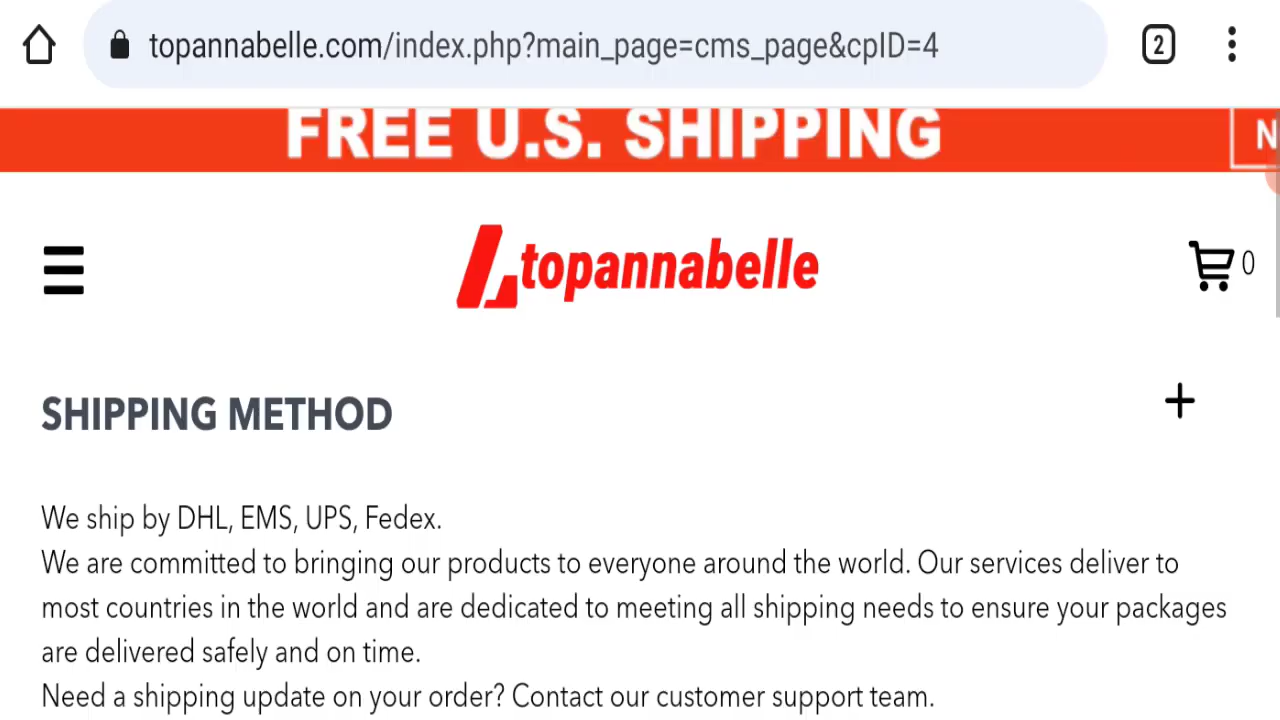 topannabelle.com/index.php?main_page=cms_page&cpID=4
2
FREE U.S. SHIPPING
N
topannabelle
0
SHIPPING METHOD
We ship by DHL, EMS, UPS, Fedex.
We are committed to bringing our products to everyone around the world. Our services deliver to
most countries in the world and are dedicated to meeting all shipping needs to ensure your packages
are delivered safely and on time.
Need a shipping update on your order? Contact our customer support team.